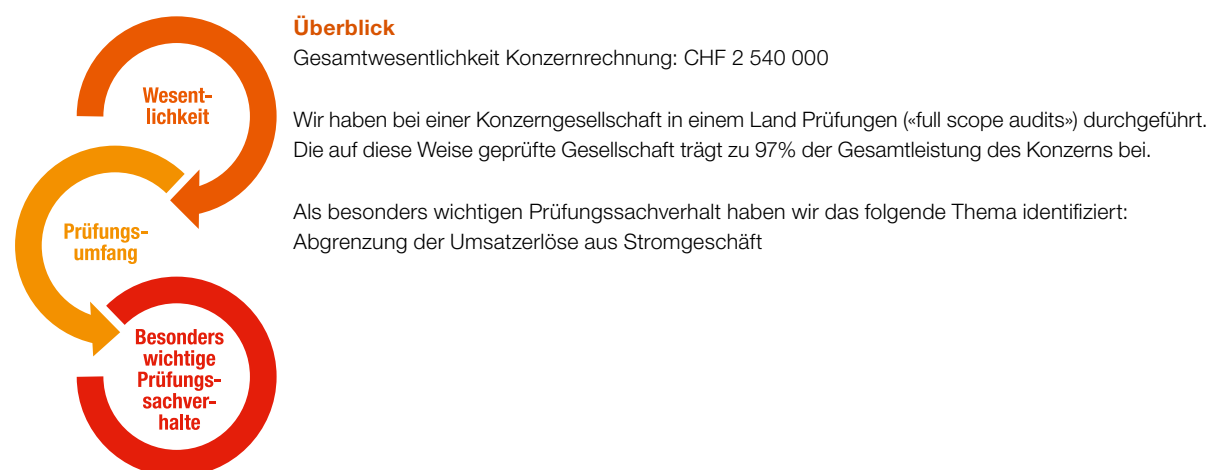 Überblick
Gesamtwesentlichkeit Konzernrechnung: CHF 2 540 000
Wesent-
lichkeit
Wir haben bei einer Konzerngesellschaft in einem Land Prüfungen («full scope audits») durchgeführt.
Die auf diese Weise geprüfte Gesellschaft trägt zu 97% der Gesamtleistung des Konzerns bei.
Prüfungs-
umfang
Als besonders wichtigen Prüfungssachverhalt haben wir das folgende Thema identifiziert:
Abgrenzung der Umsatzerlöse aus Stromgeschäft
Besonders
wichtige
Prüfungs-
sachver-
halte